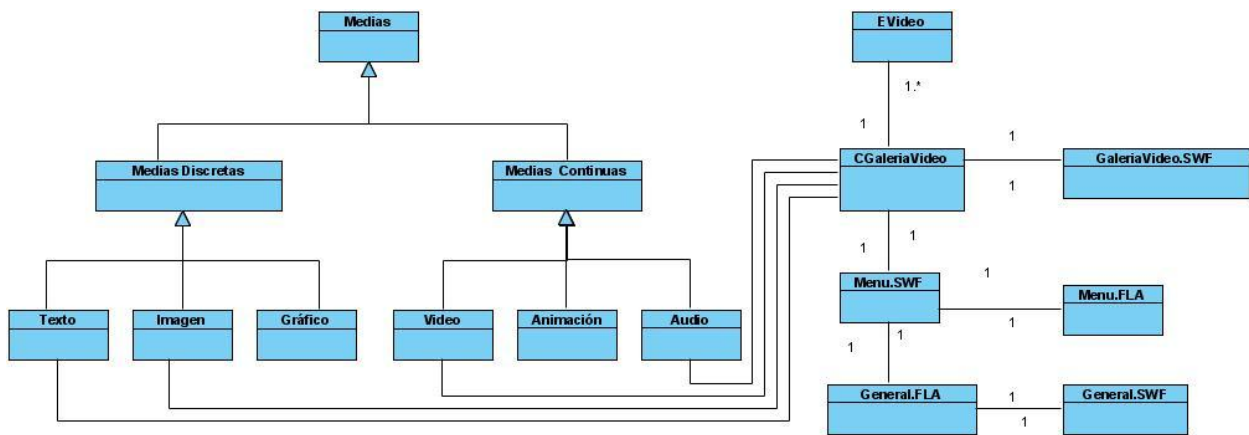 Medias
EVideo
1.*
1
Medias Discretas
Medias Continuas
CGaleriaVideo
1
GaleriaVideo.SWF
1
1
1
Menu.SWF
1
Menu.FLA
1
Texto
Imagen
Gráfico
Video
Animación
Audio
1
1
General.FLA
1
General.SWF
1